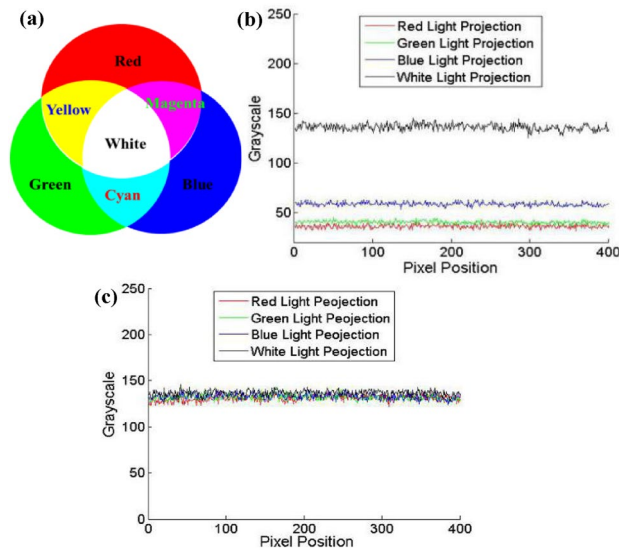 (a)
Red
Yellow
Magenta
White
Green
Cyan
Blue
(b)
Red Light Projection
Green Light Projection
Blue Light Projection
White Light Projection
250
200
150
100
50
Grayscale
0
100
200
300
400
Pixel Position
(c)
Red Light Peojection
Green Light Peojection
Blue Light Peojection
White Light Peojection
250
200
150
100
50
0
Grayscale
0
100
200
300
400
Pixel Position